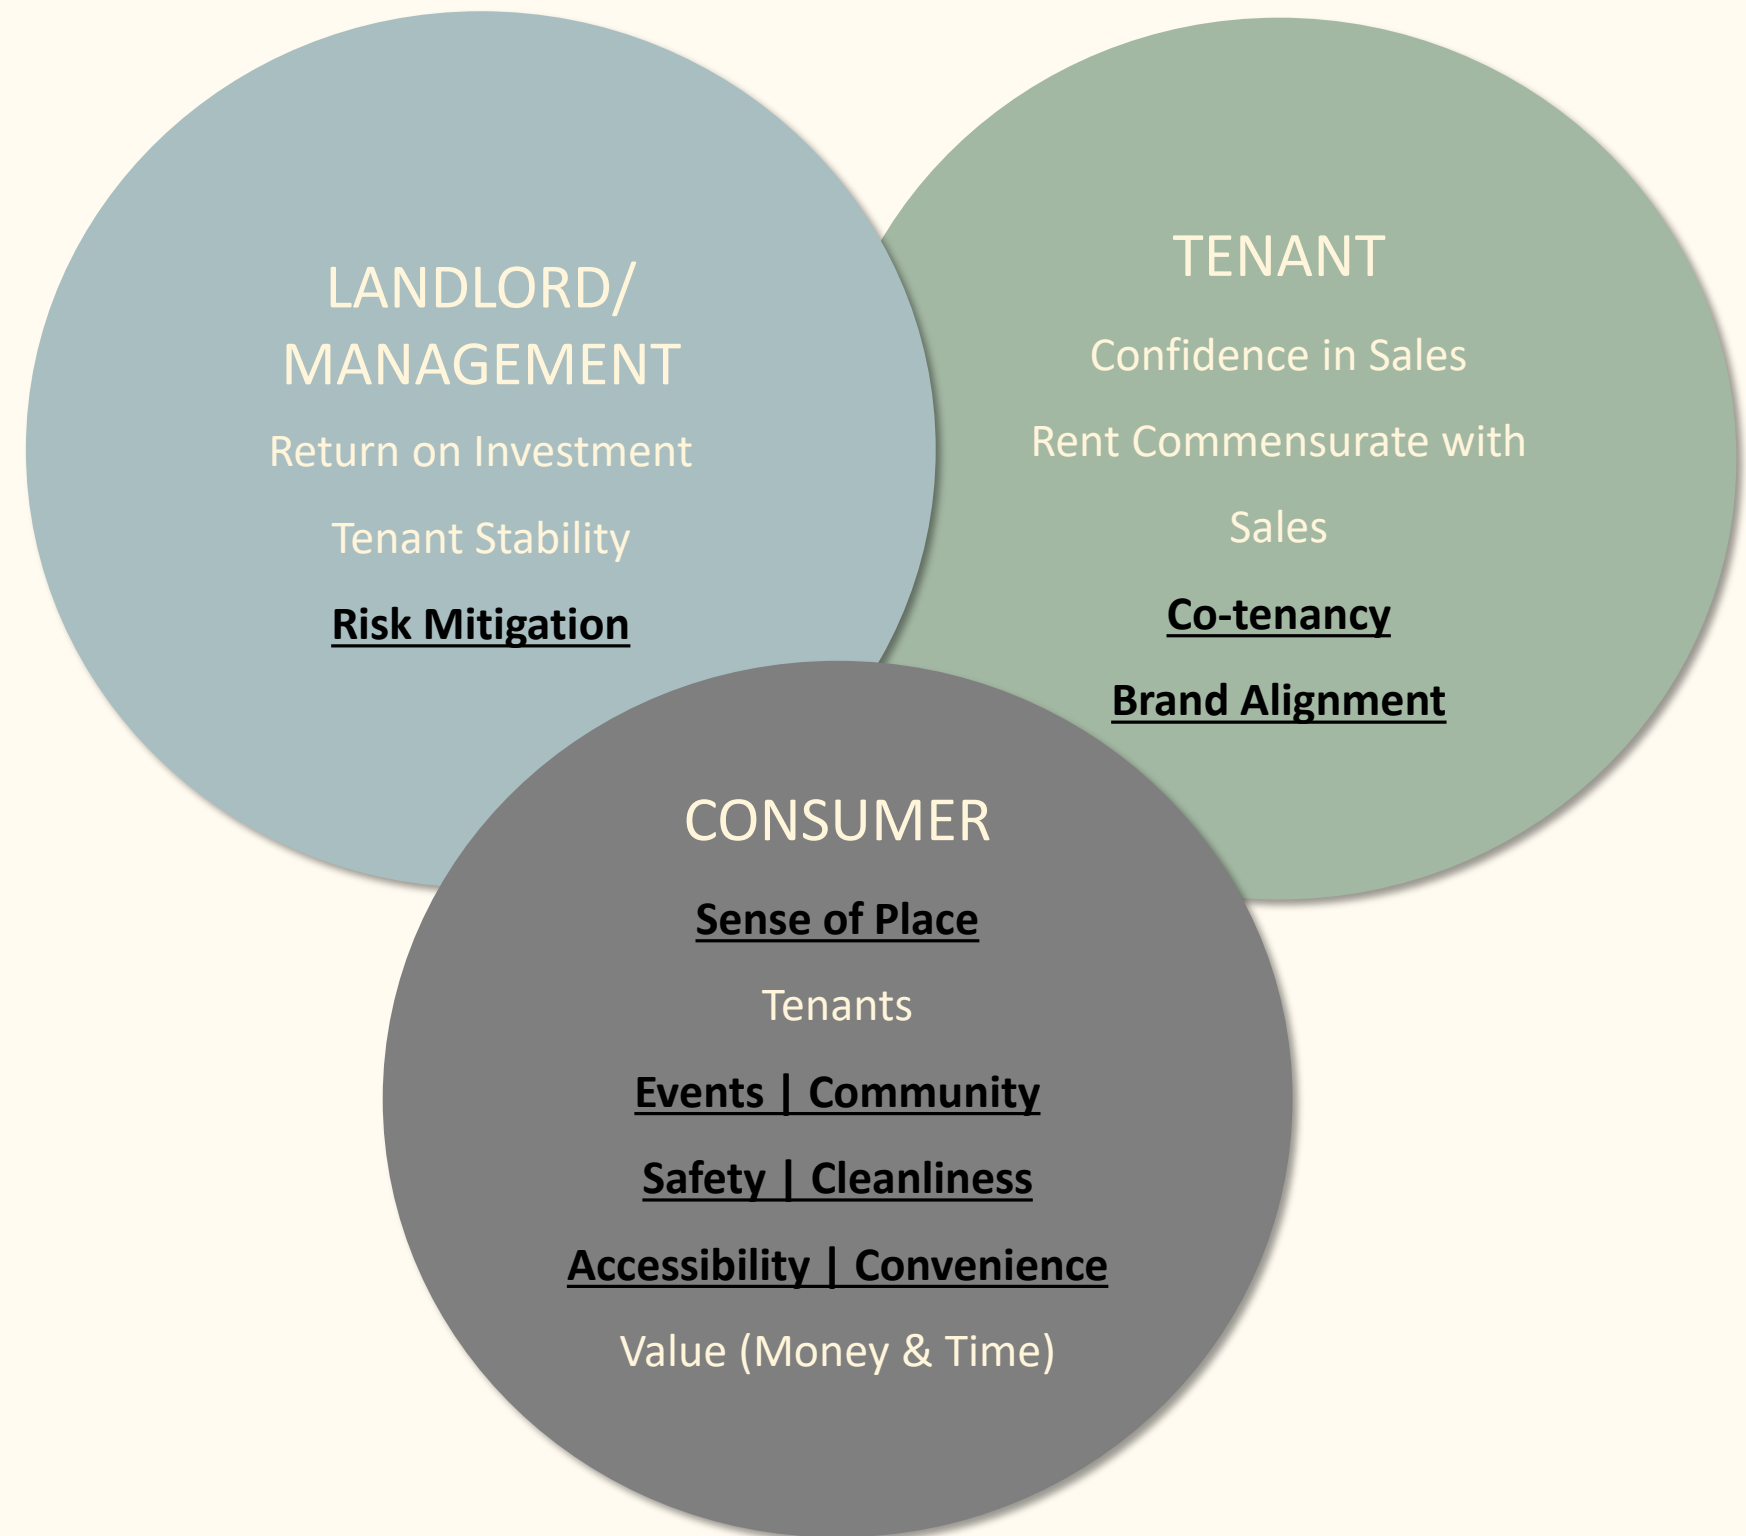 LANDLORD/
MANAGEMENT
Return on Investment
Tenant Stability
Risk Mitigation
TENANT
Confidence in Sales
Rent Commensurate with
Sales
Co-tenancy
Brand Alignment
CONSUMER
Sense of Place
Tenants
Events | Community
Safety | Cleanliness
Accessibility | Convenience
Value (Money & Time)